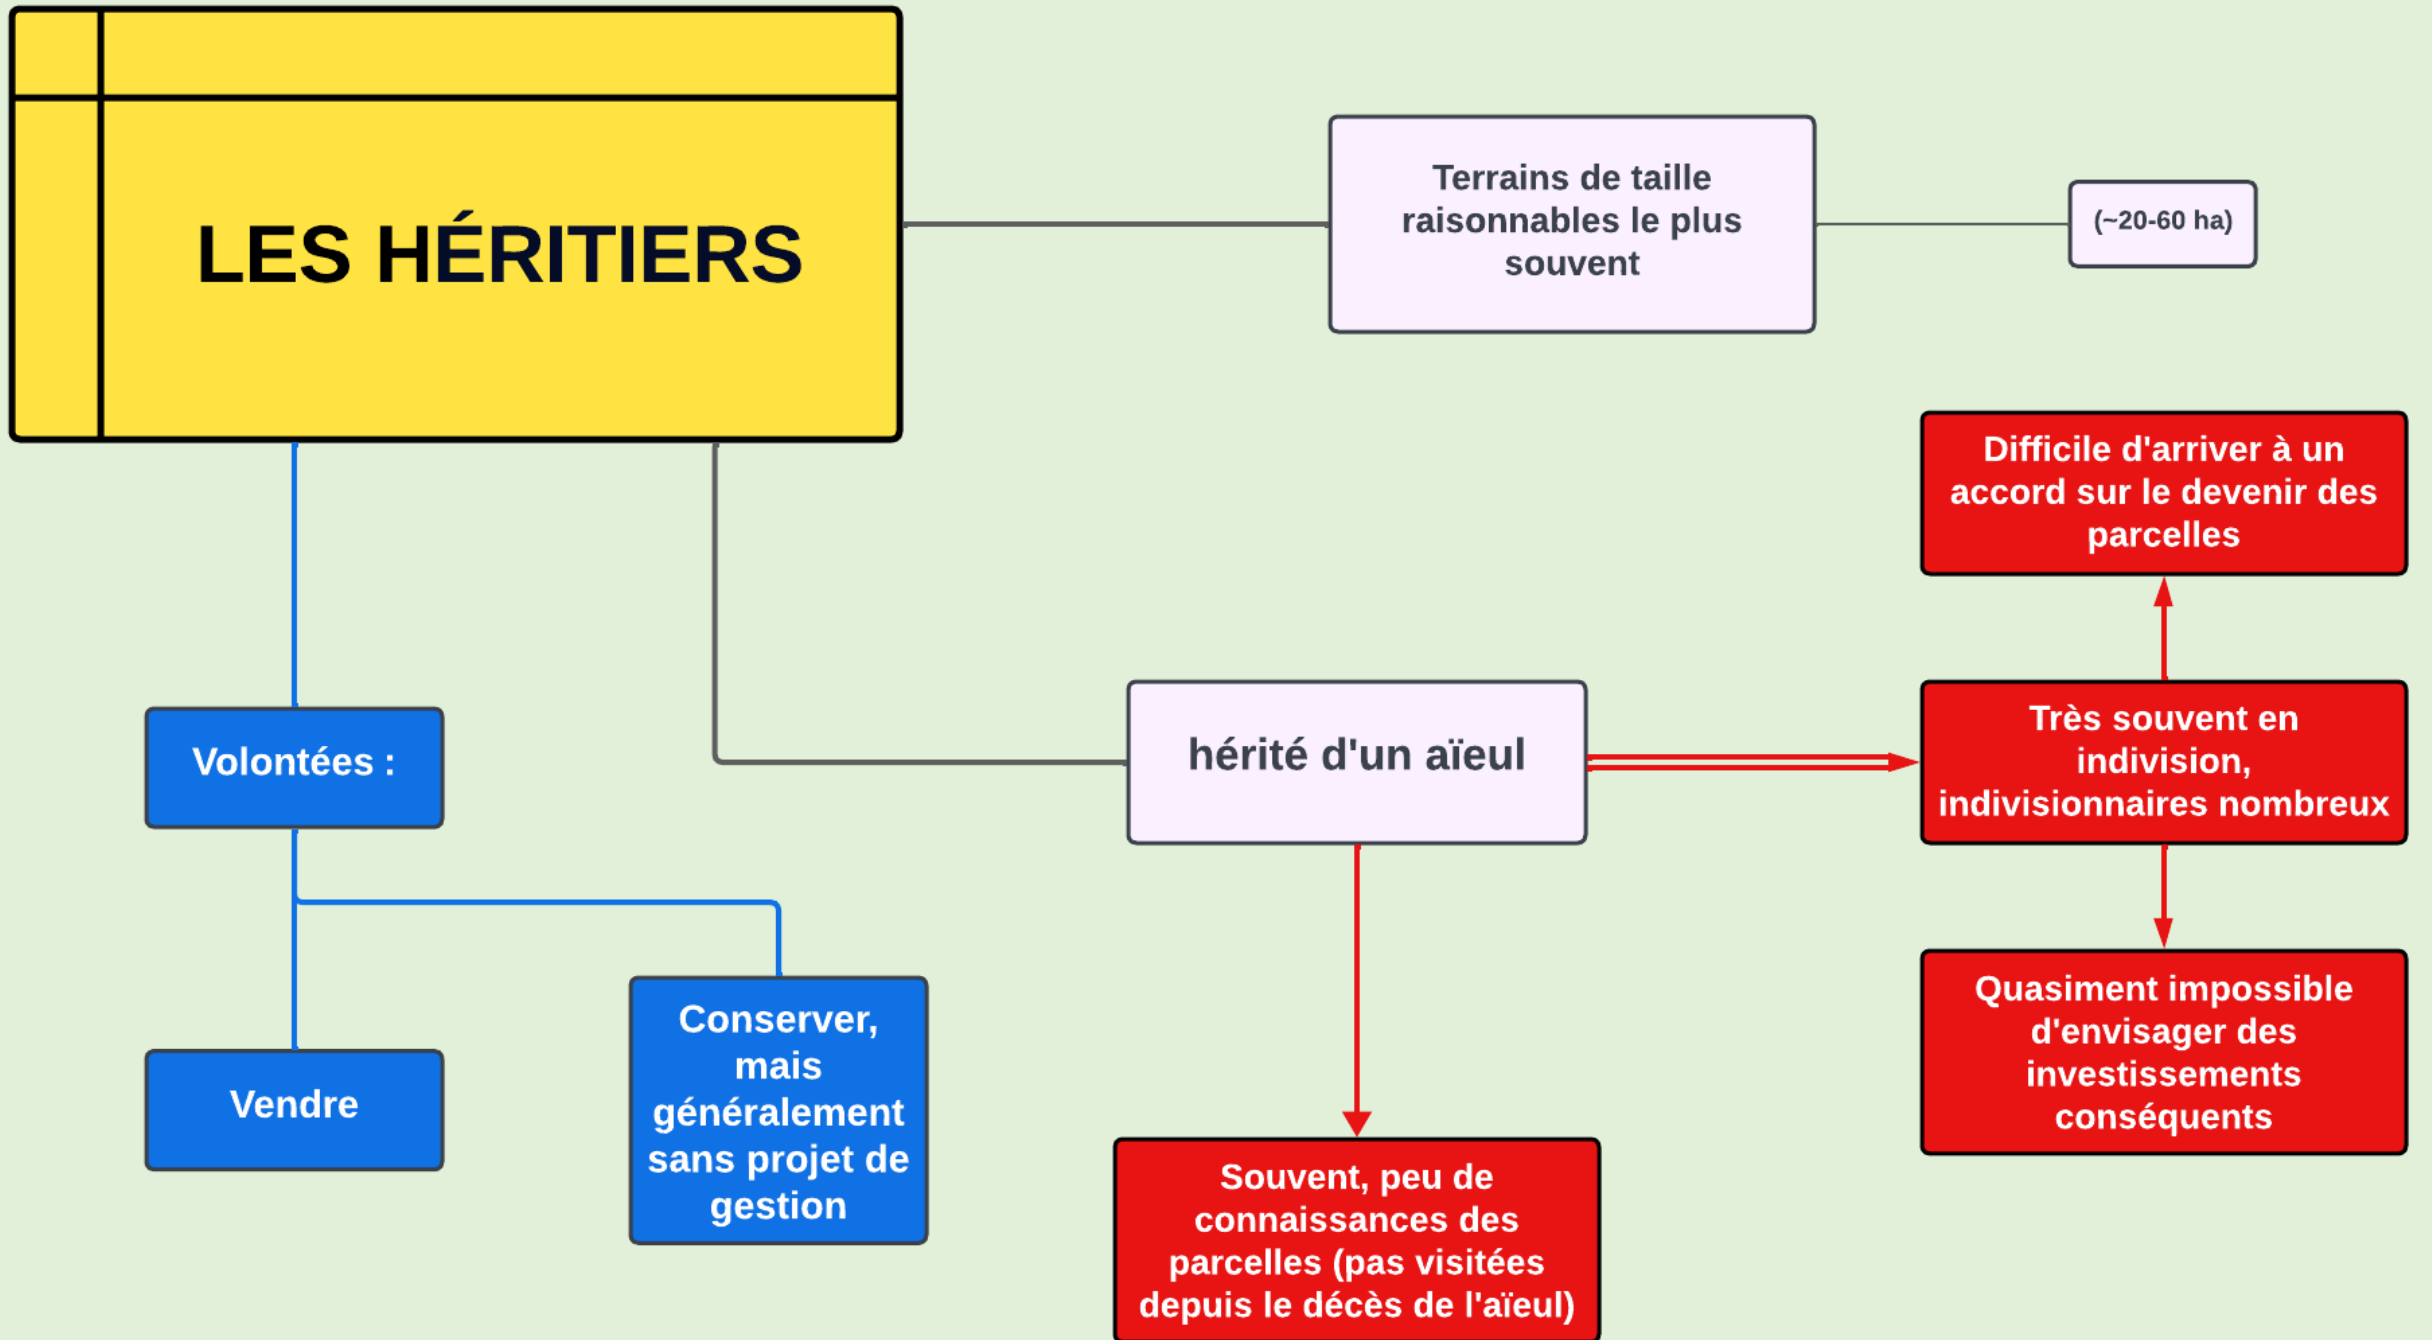 LES HÉRITIERS
Terrains de taille
raisonnables le plus
souvent
(~20-60 ha)
Difficile d'arriver à un
accord sur le devenir des
parcelles
Volontées :
hérité d'un aïeul
Très souvent en
indivision,
indivisionnaires nombreux
Vendre
Conserver,
mais
généralement
sans projet de
gestion
Quasiment impossible
d'envisager des
investissements
conséquents
Souvent, peu de
connaissances des
parcelles (pas visitées
depuis le décès de l'aïeul)